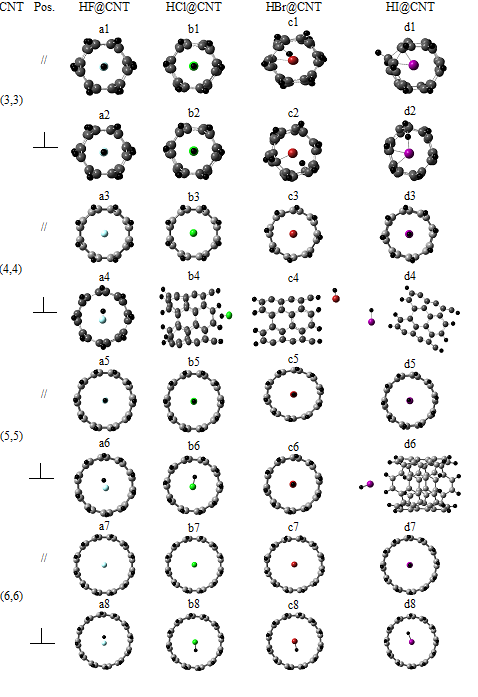 CNT Pos. HF@CNT HCl@CNT HBr@CNT HI@CNT
a1 b1 c1 d1
//
(3,3)
a2 b2 c2 d2
a3 b3 c3 d3
//
(4,4)
a4 b4 c4 d4
a5 b5 c5 d5
//
(5,5)
a6 b6 c6 d6
a7 b7 c7 d7
//
(6,6)
a8 b8 c8 d8